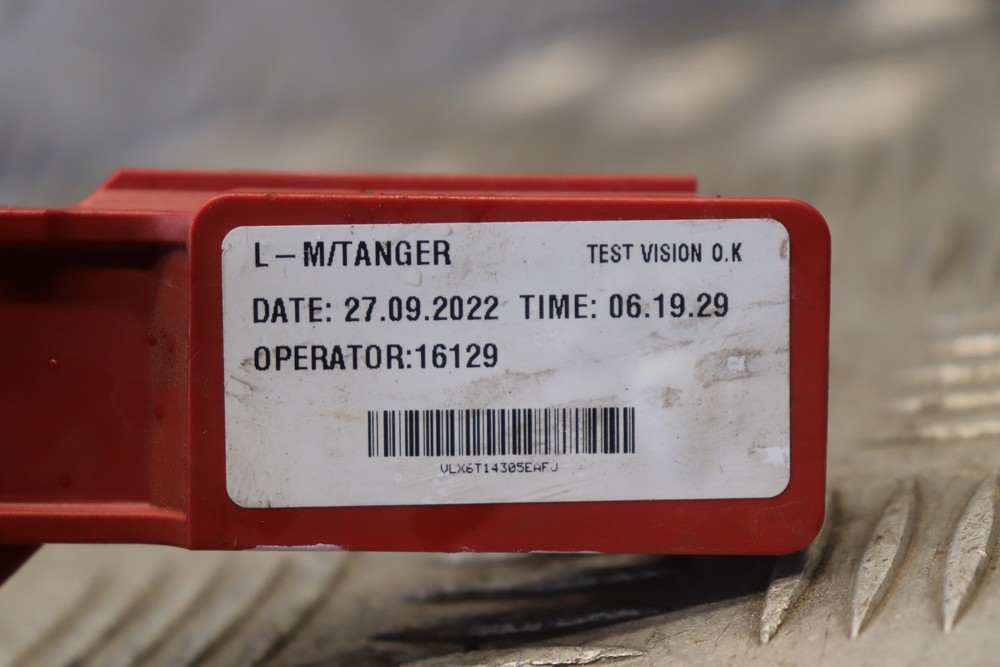 L – M/TANGER TEST VISION O.K
DATE: 27.09.2022 TIME: 06.19.29
OPERATOR:16129
VLX6T14305EAFJ